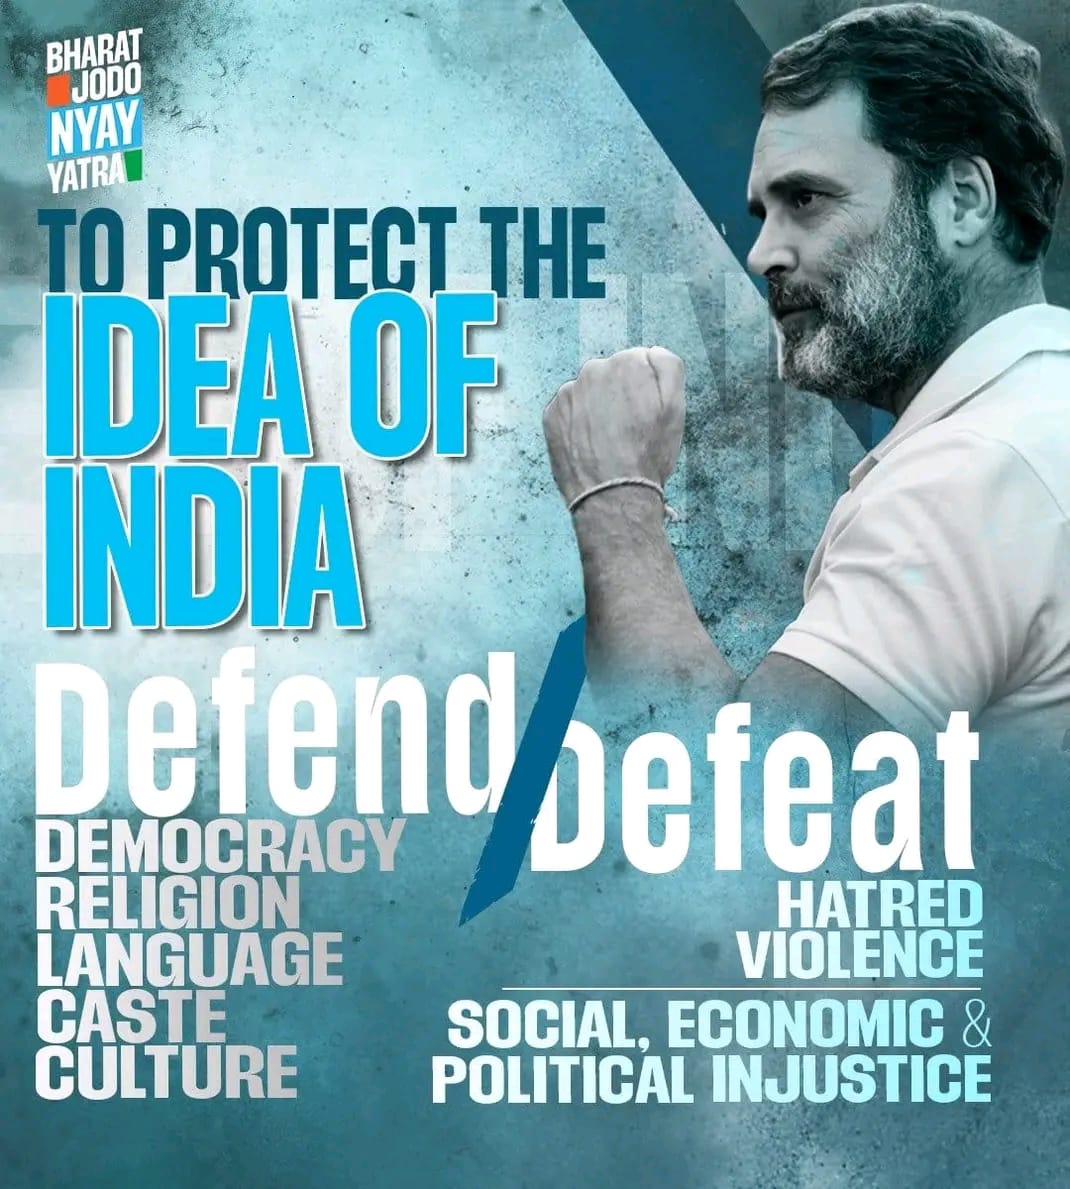 BHARAT
JODO
NYAY
YATRA
TO PROTECT THE
IDEA OF
INDIA
Defend/Defeat
DEMOCRACY
RELIGION
LANGUAGE
CASTE
CULTURE
HATRED
VIOLENCE
SOCIAL, ECONOMIC &
POLITICAL INJUSTICE